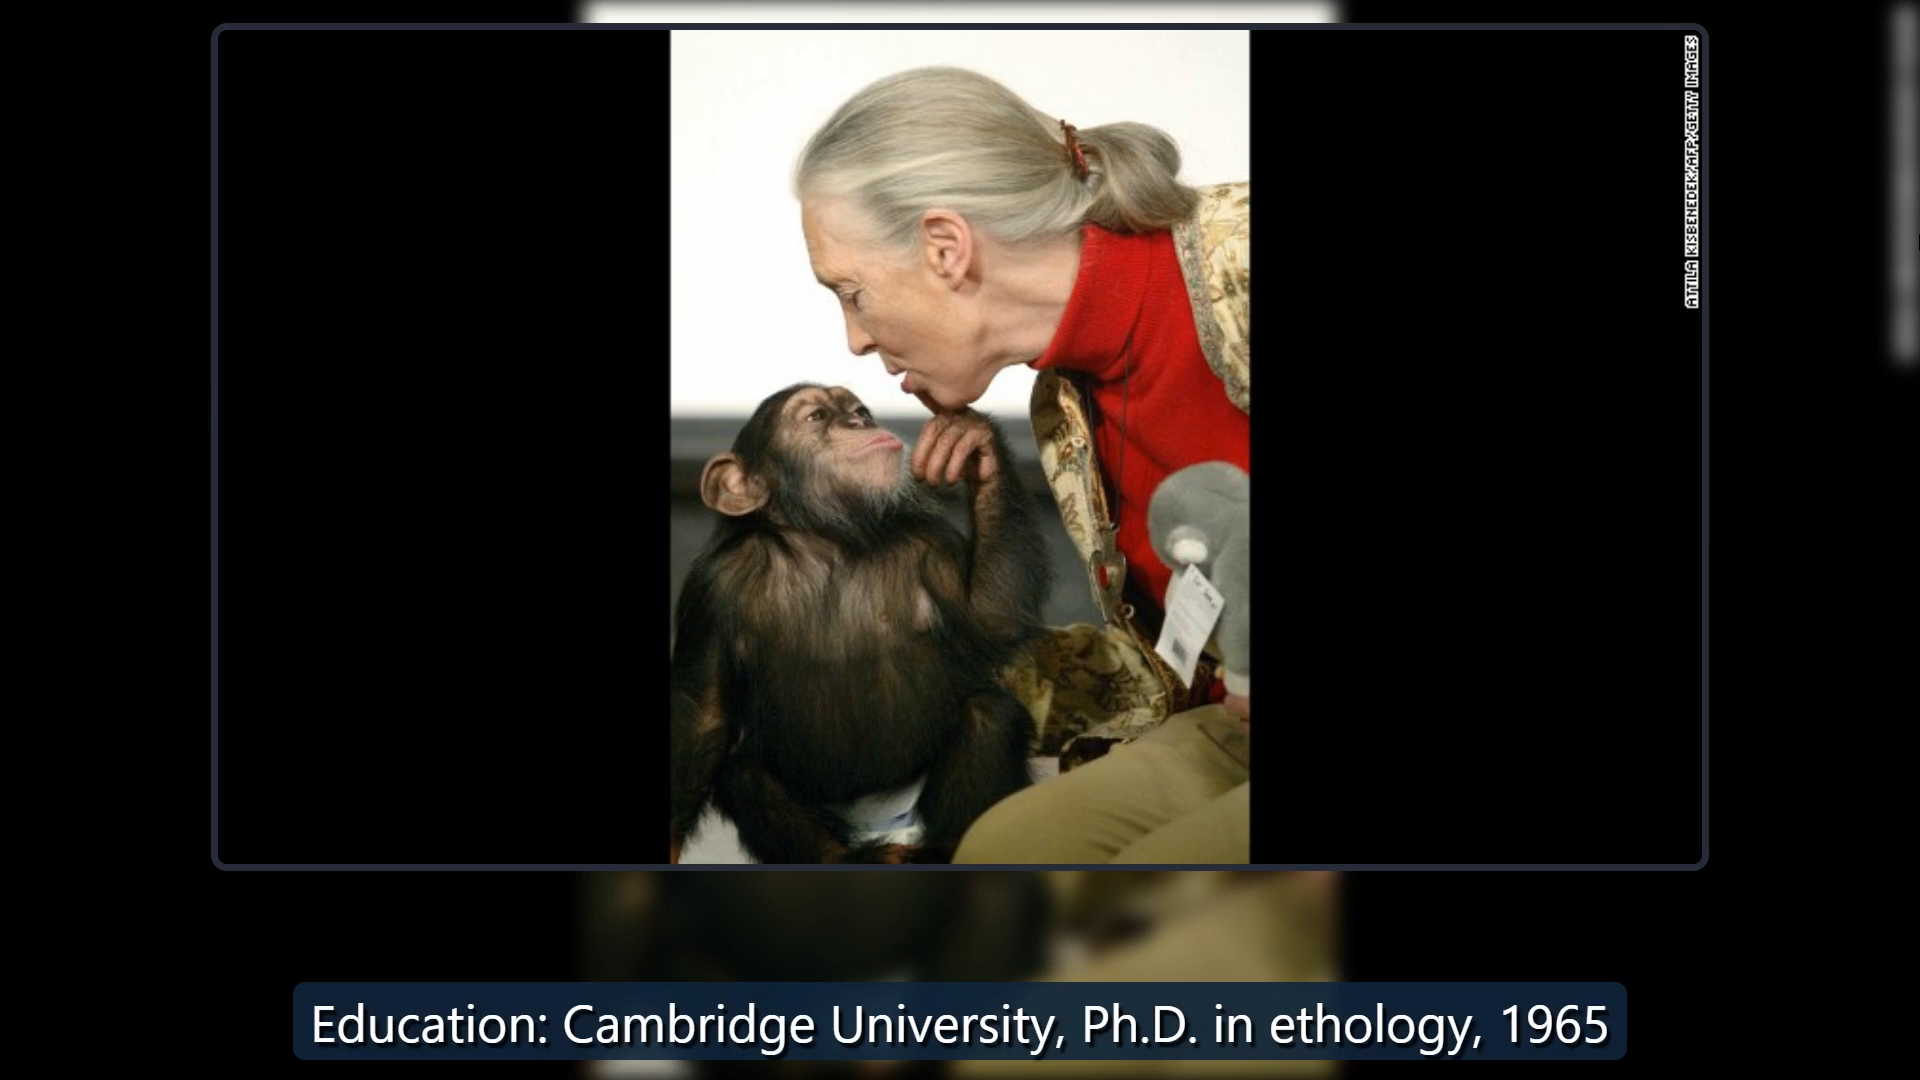 ATTILA KISBENEDEK/AFP/GETTY IMAGES
Education: Cambridge University, Ph.D. in ethology, 1965